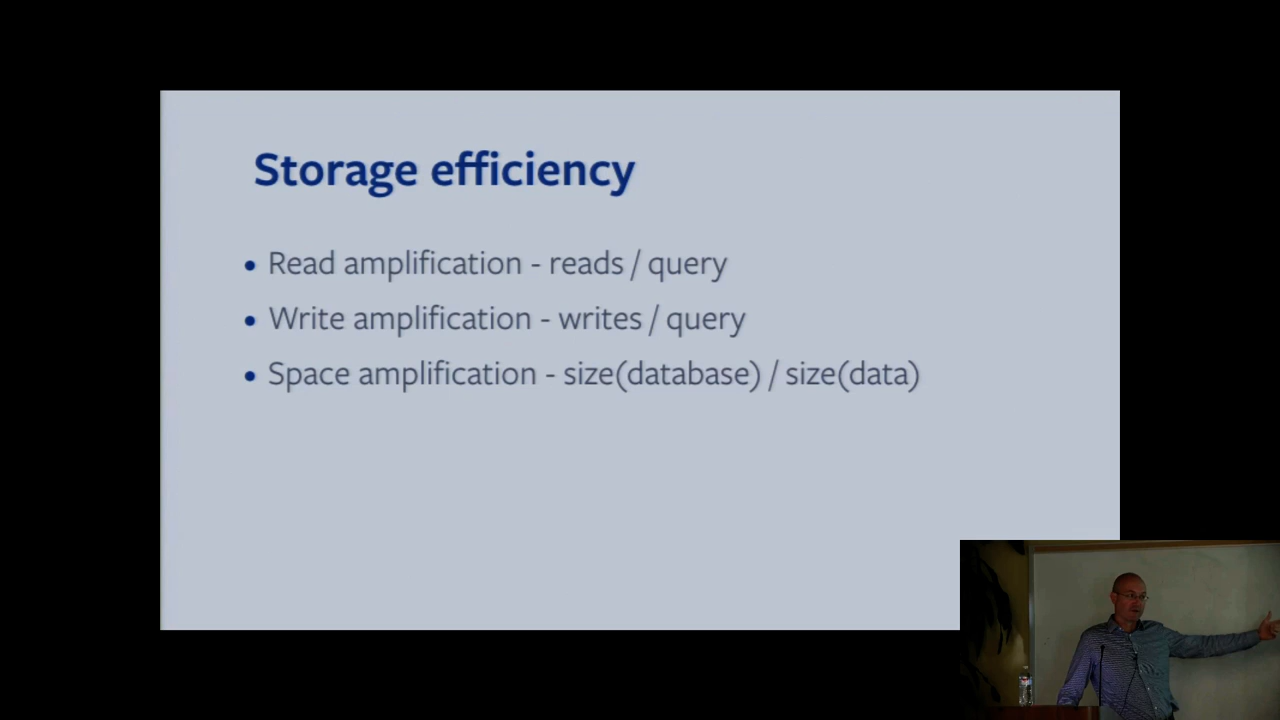 Storage efficiency
• Read amplification - reads / query
• Write amplification - writes / query
• Space amplification - size(database) / size(data)